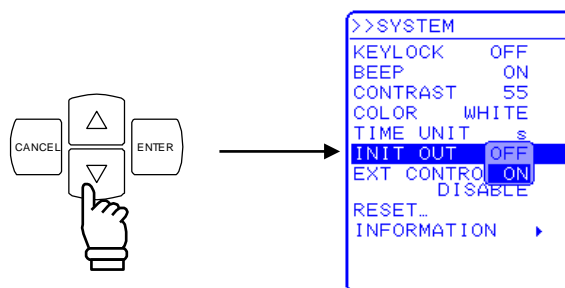 CANCEL
ENTER
>>SYSTEM
KEYLOCK OFF
BEEP ON
CONTRAST 55
COLOR WHITE
TIME UNIT s
INIT OUT OFF
EXT CONTRO ON
DISABLE
RESET…
INFORMATION ▸